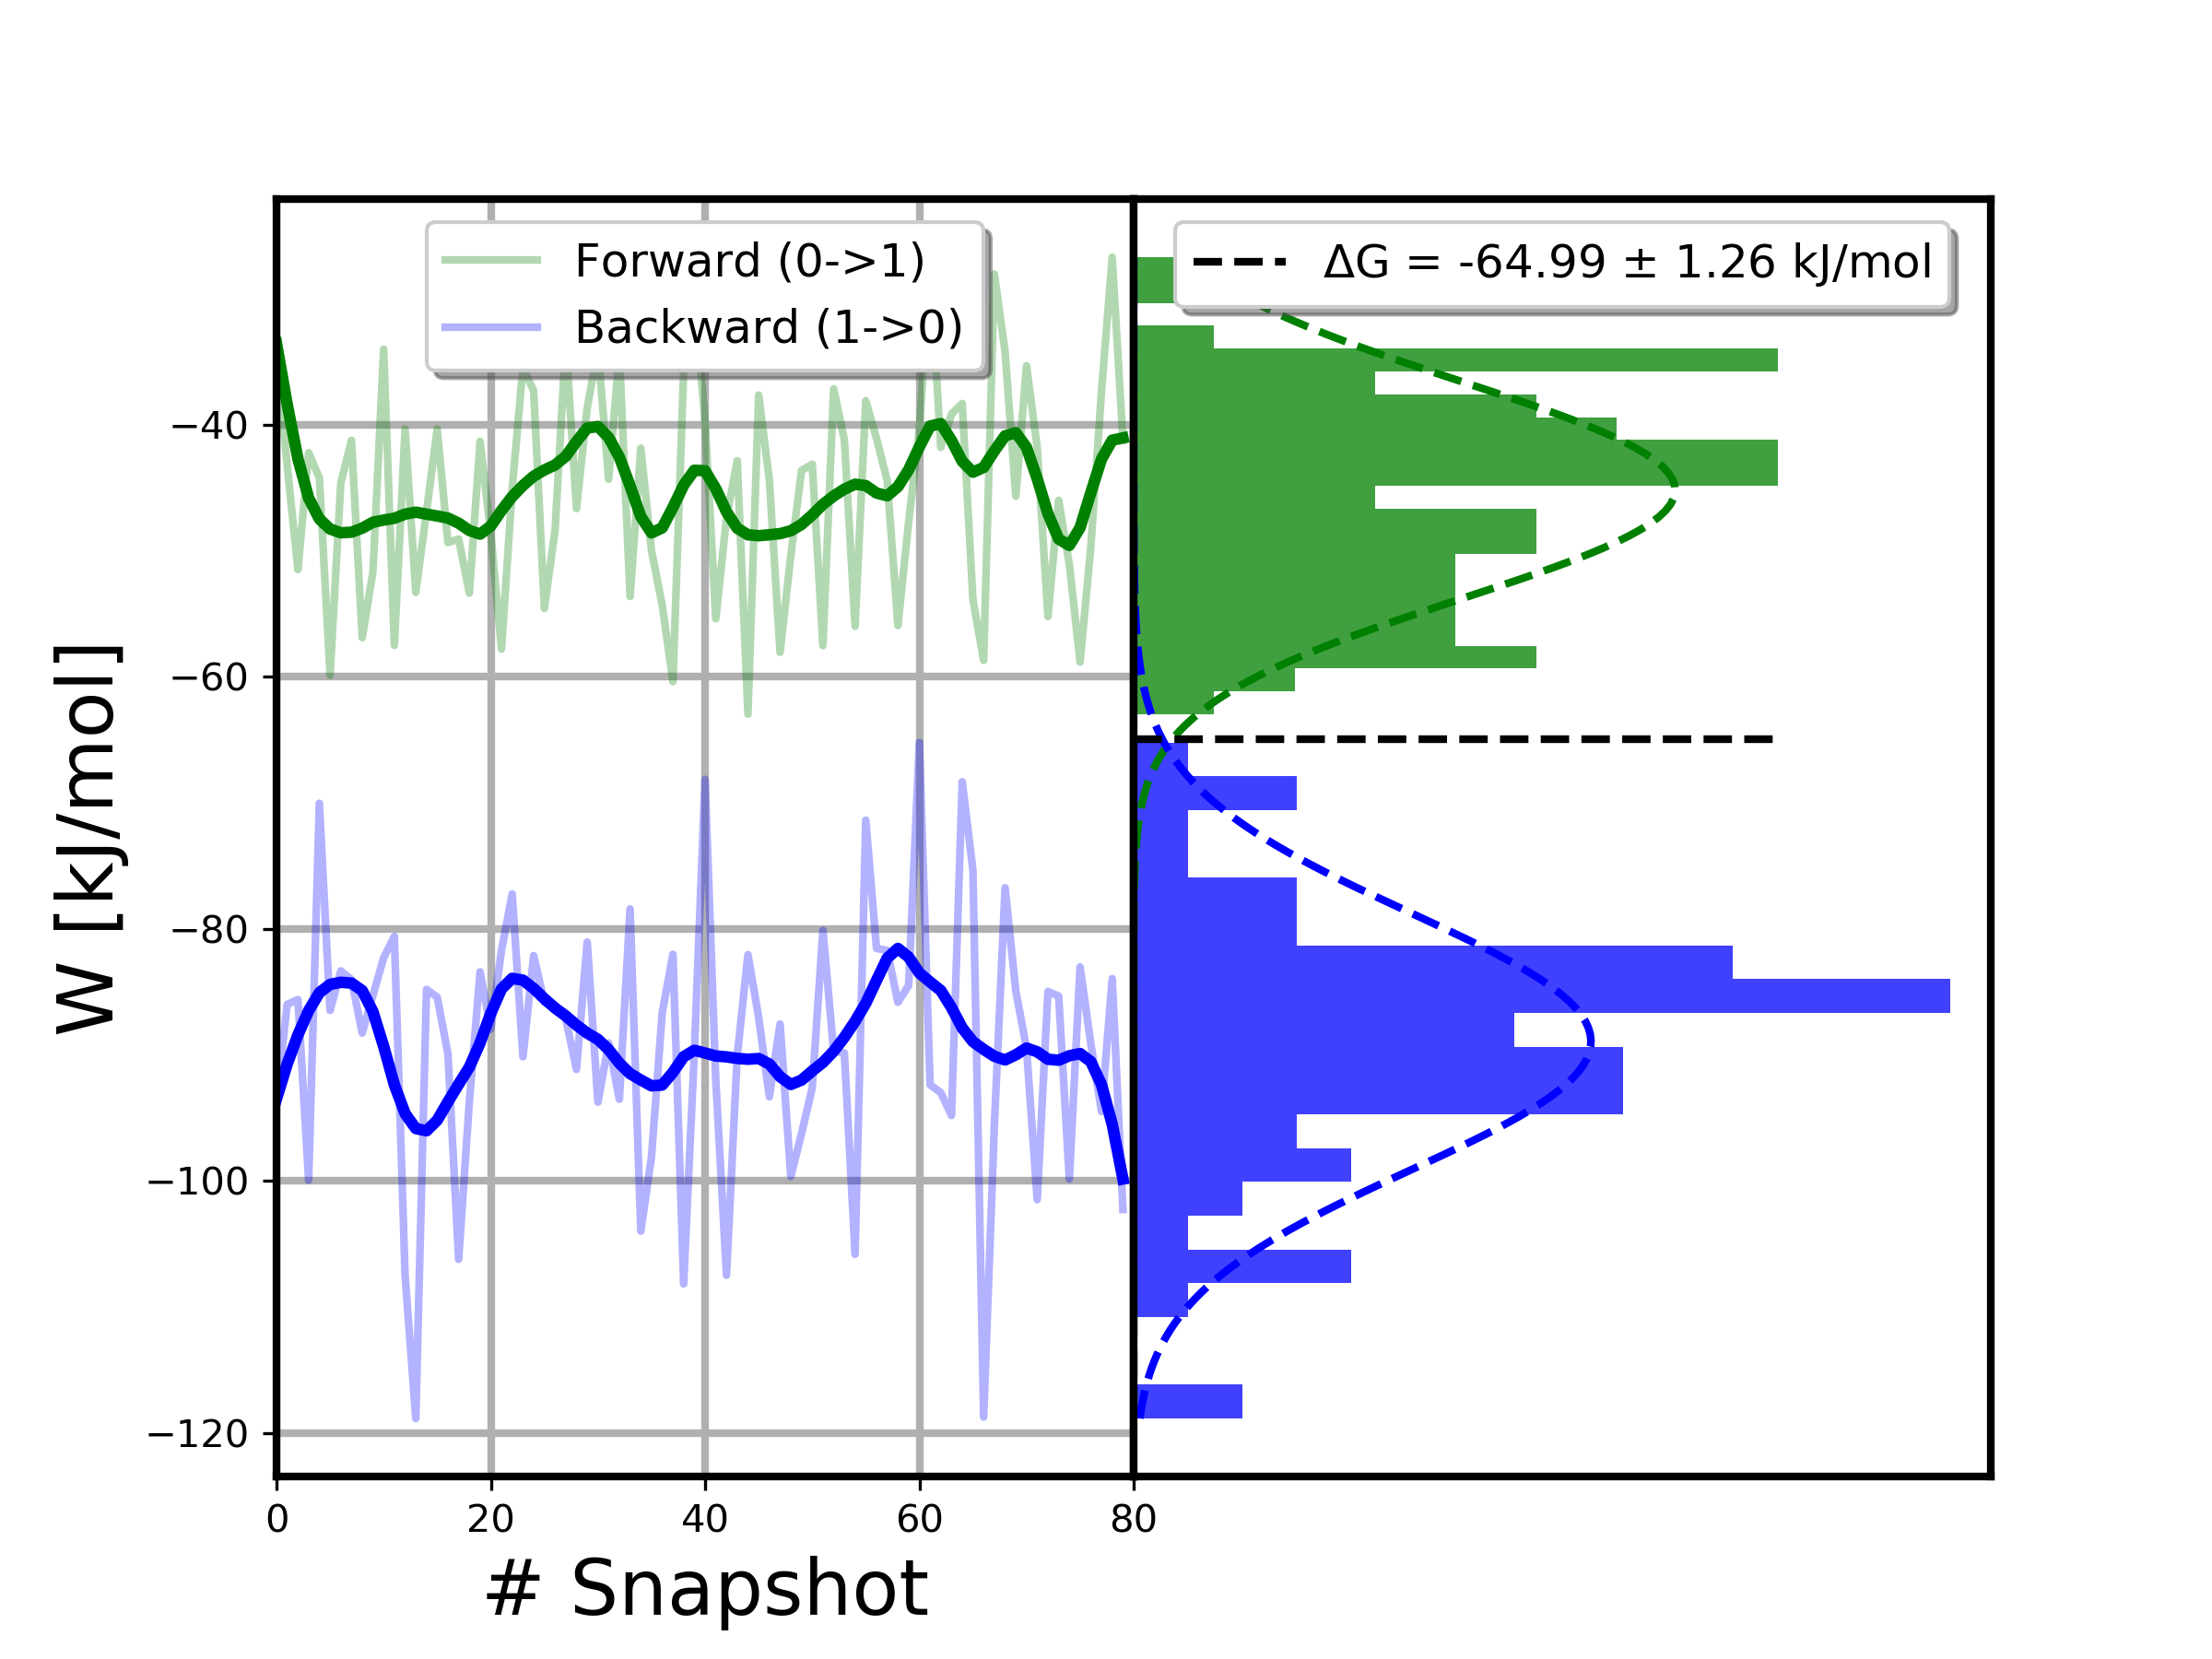 Forward (0->1)
Backward (1->0)
ΔG = -64.99 ± 1.26 kJ/mol
W [kJ/mol]
−40
−60
−80
−100
−120
0 20 40 60 80
# Snapshot